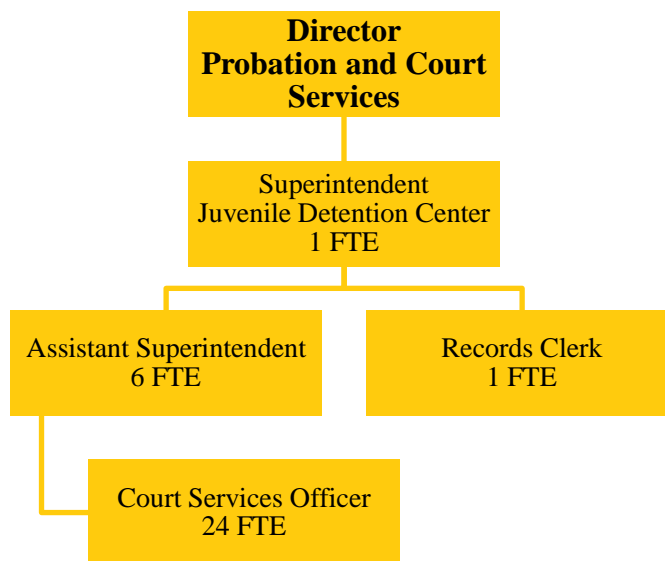 Director
Probation and Court
Services
Superintendent
Juvenile Detention Center
1 FTE
Assistant Superintendent
6 FTE
Records Clerk
1 FTE
Court Services Officer
24 FTE